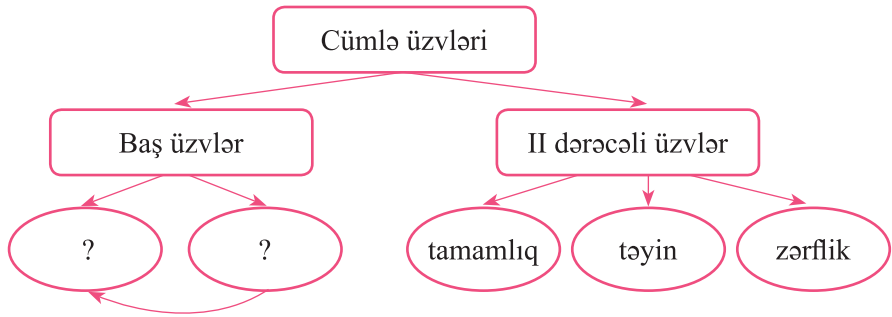 Cümlə üzvləri
Baş üzvlər
II dərəcəli üzvlər
?
?
tamamlıq
təyin
zərflik